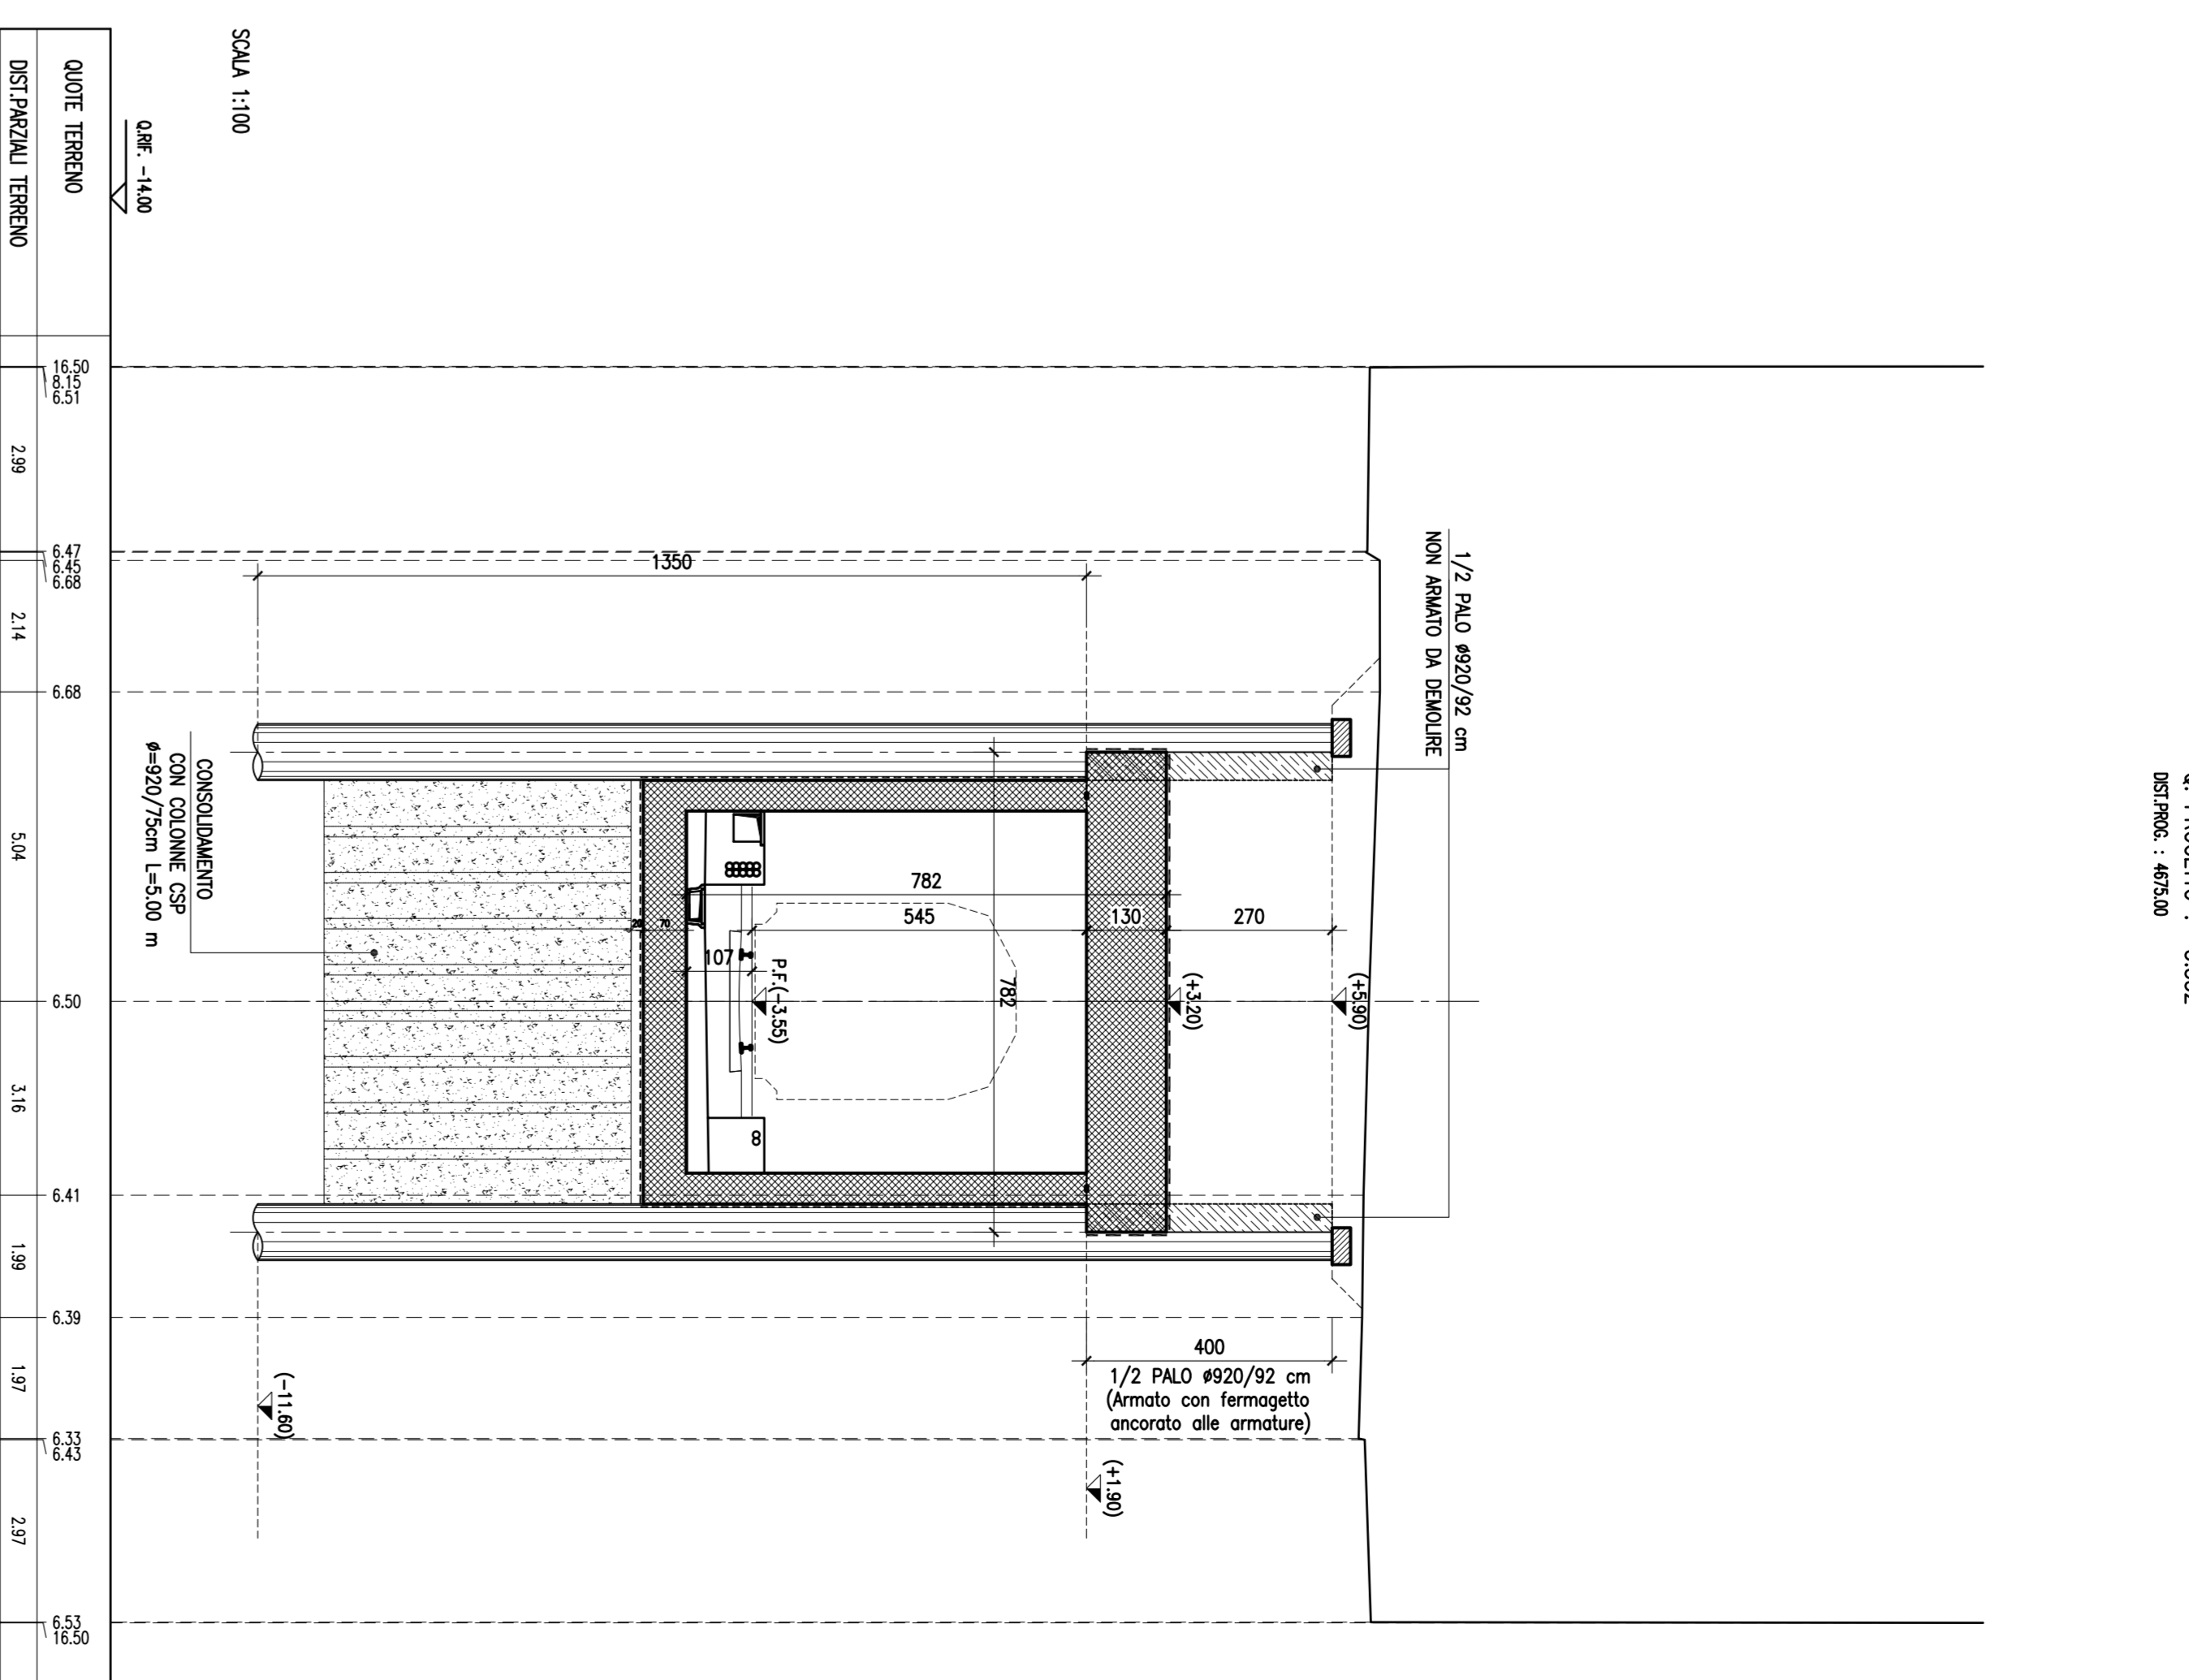 DIST.PROG. : 4675.00
1/2 PALO ø920/92 cm
NON ARMATO DA DEMOLIRE
(+5.90)
(+3.20)
270
130
545
782
782
P.F.(-3.55)
107
70
20
8
1350
400
1/2 PALO ø920/92 cm
(Armato con fermagetto
ancorato alle armature)
(+1.90)
(-11.60)
CONSOLIDAMENTO
CON COLONNE CSP
ø=920/75cm L=5.00 m
SCALA 1:100
Q.RIF. -14.00
QUOTE TERRENO
16.50
8.15
6.51
6.47
6.45
6.68
6.68
6.50
6.41
6.39
6.33
6.43
6.53
16.50
DIST.PARZIALI TERRENO
2.99
2.14
5.04
3.16
1.99
1.97
2.97